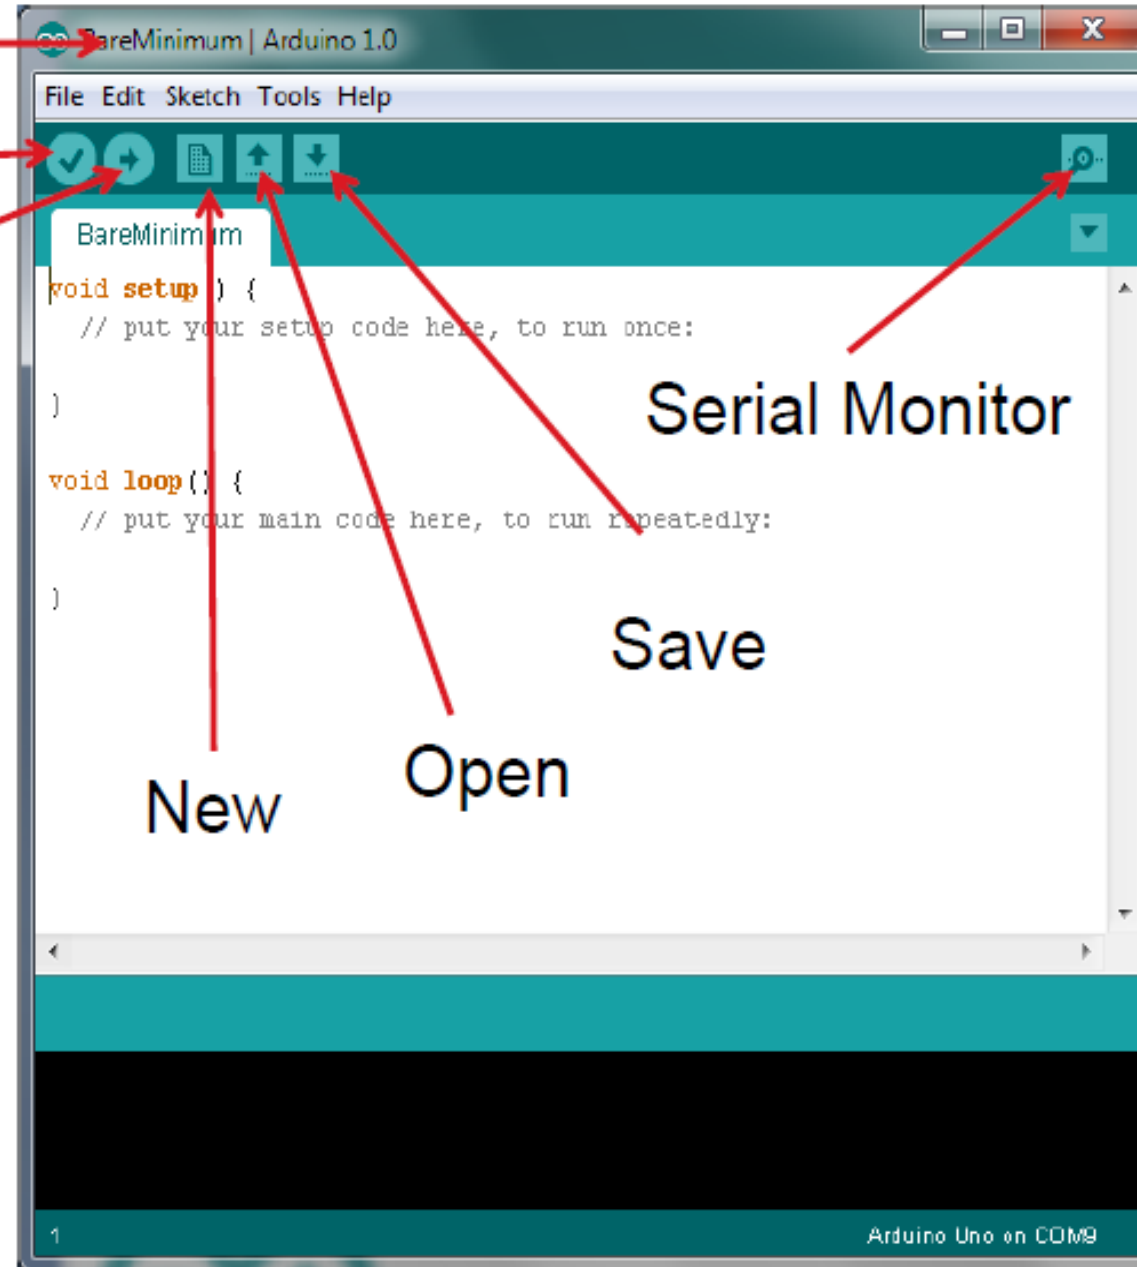 BareMinimum | Arduino 1.0
File Edit Sketch Tools Help
BareMinimum
void setup() {
// put your setup code here, to run once:
}
Serial Monitor
void loop() {
// put your main code here, to run repeatedly:
}
Save
Open
New
1
Arduino Uno on COM9